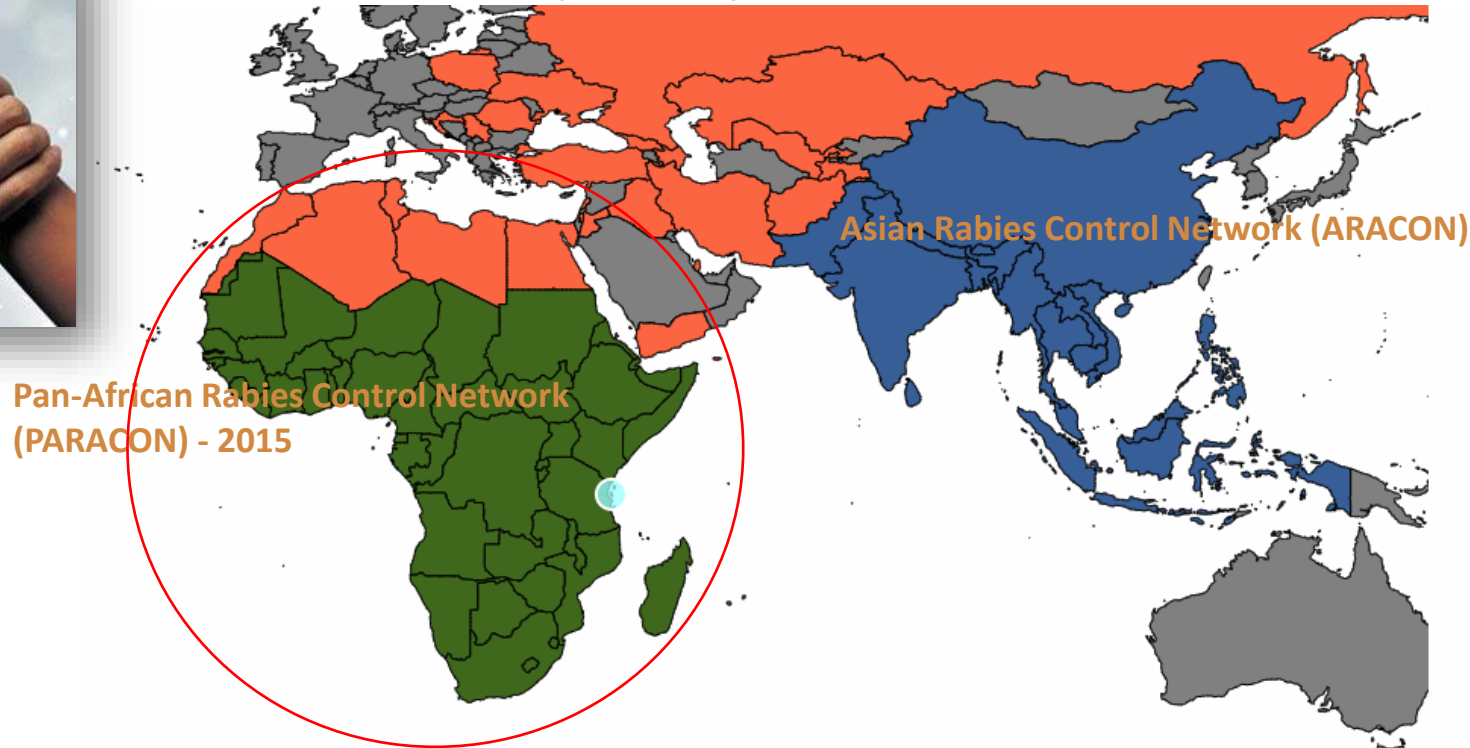 Asian Rabies Control Network (ARACON)
Pan-African Rabies Control Network
(PARACON) - 2015